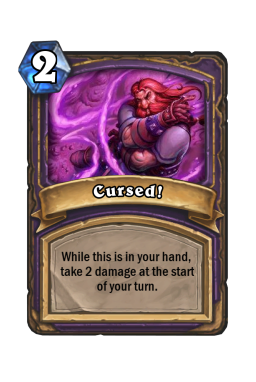 2
Cursed!
While this is in your hand,
take 2 damage at the start
of your turn.